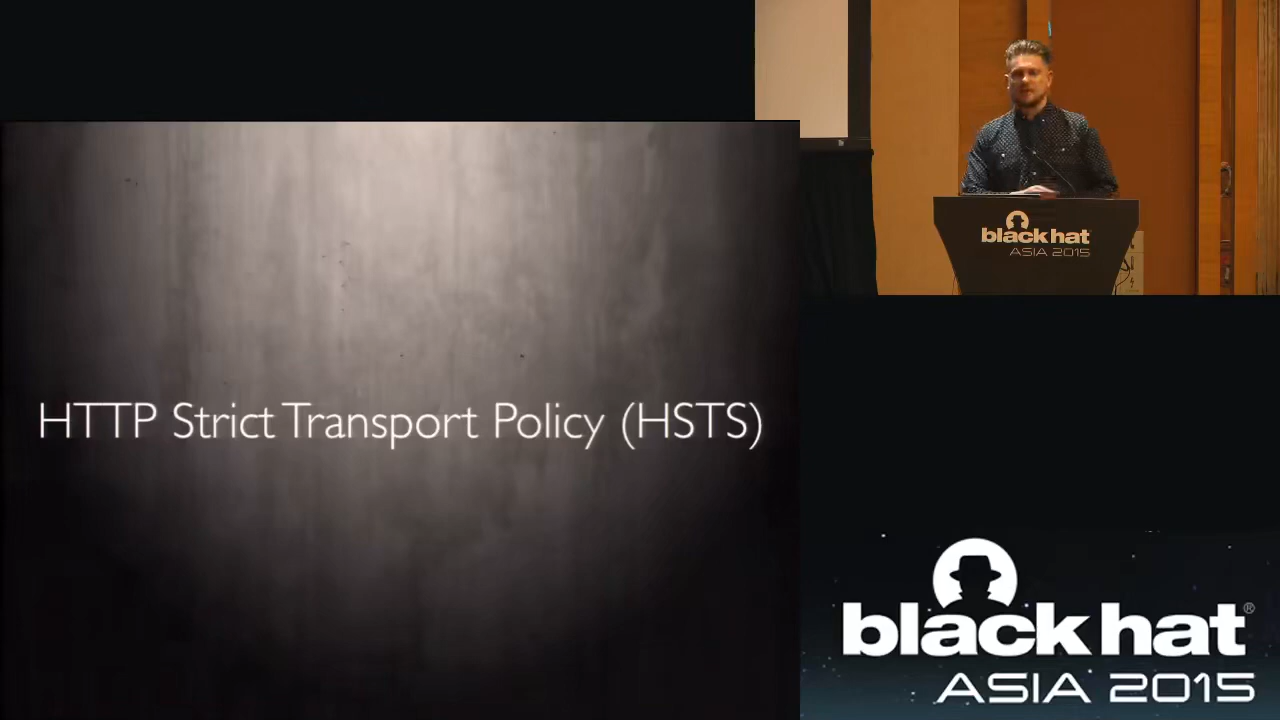 HTTP Strict Transport Policy (HSTS)
black hat
ASIA 2015
black hat®
ASIA 2015